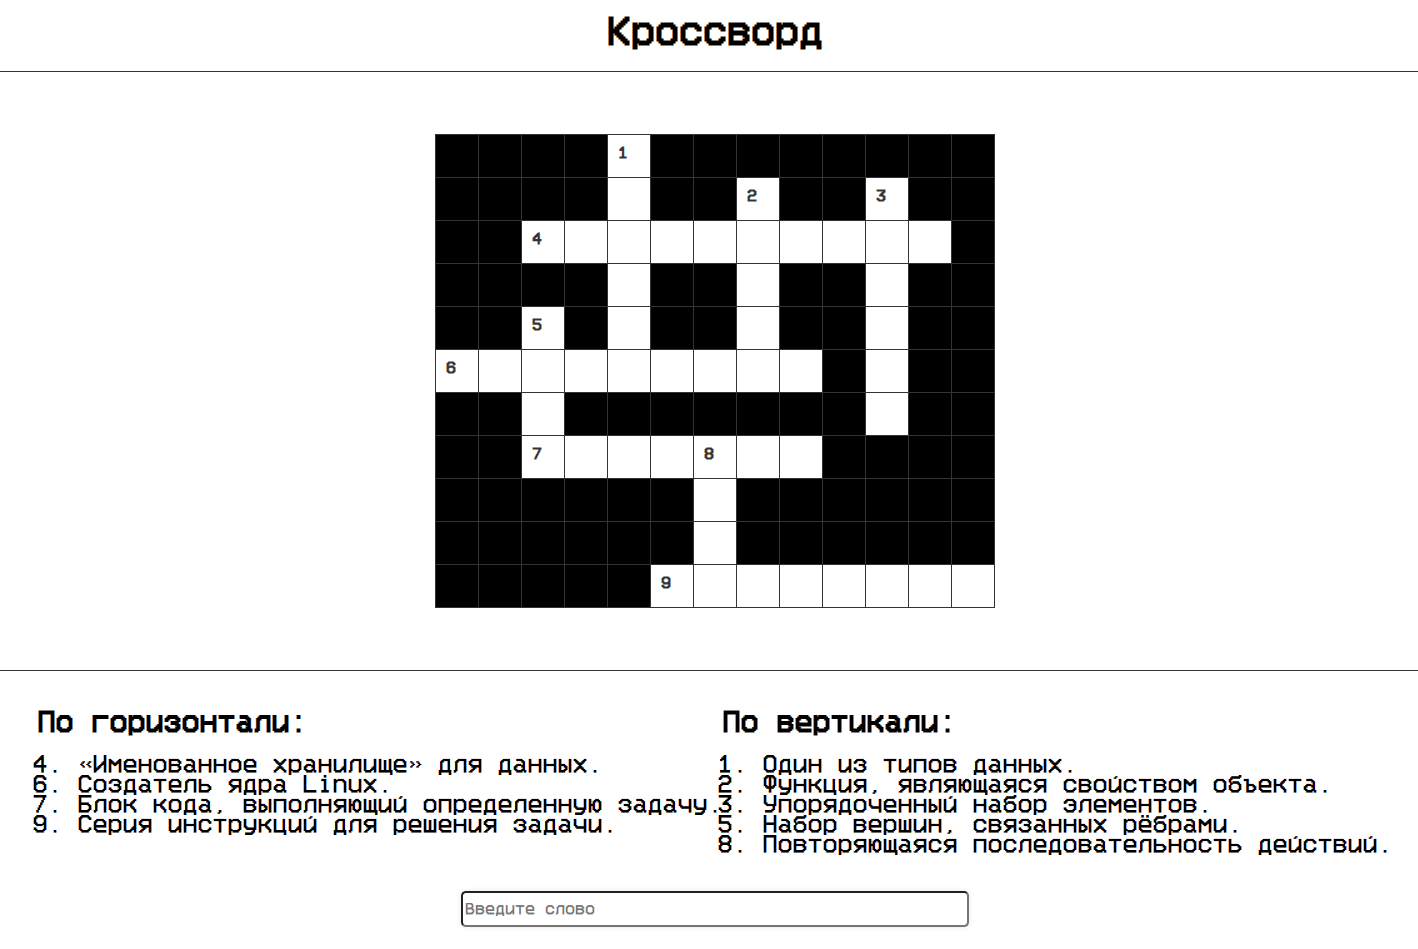 Кроссворд
1
2
3
4
5
6
7
8
9
По горизонтали:
4. «Именованное хранилище» для данных.
6. Создатель ядра Linux.
7. Блок кода, выполняющий определенную задачу.
9. Серия инструкций для решения задачи.
По вертикали:
1. Один из типов данных.
2. Функция, являющаяся свойством объекта.
3. Упорядоченный набор элементов.
5. Набор вершин, связанных рёбрами.
8. Повторяющаяся последовательность действий.
Введите слово